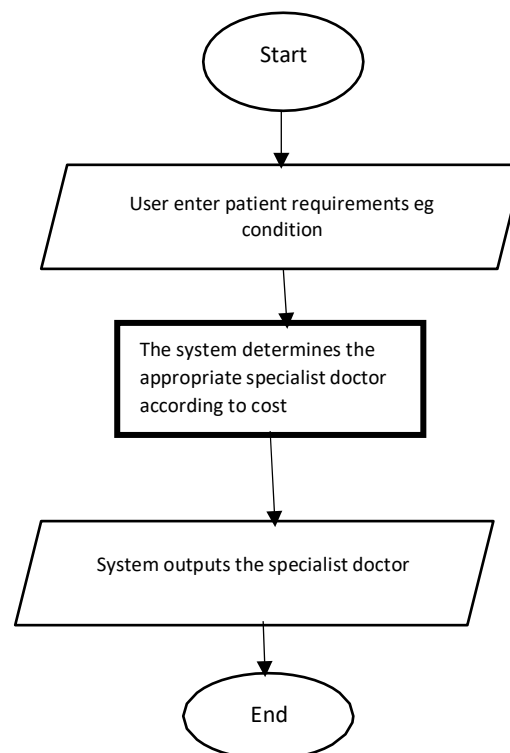 Start
User enter patient requirements eg
condition
The system determines the
appropriate specialist doctor
according to cost
System outputs the specialist doctor
End